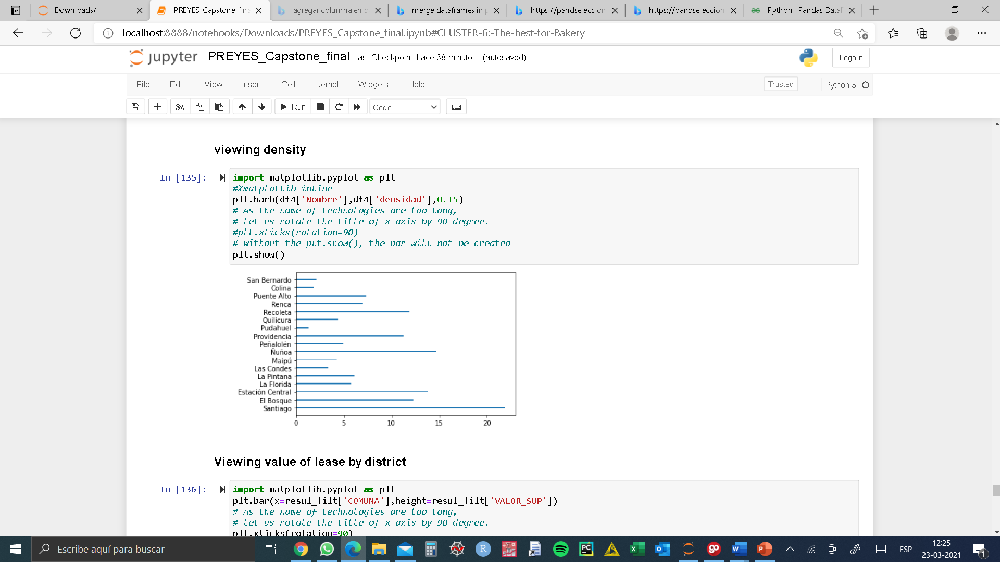 Downloads/
PREYES_Capstone_fina
agregar columna en d
merge dataframes in p
https://pandseleccion
https://pandseleccion
Python | Pandas DataF
localhost:8888/notebooks/Downloads/PREYES_Capstone_final.ipynb#CLUSTER-6:-The-best-for-Bakery
jupyter PREYES_Capstone_final Last Checkpoint: hace 38 minutos (autosaved)
Logout
File Edit View Insert Cell Kernel Widgets Help
Trusted
Python 3
Run
Code
viewing density
In [135]:
import matplotlib.pyplot as plt
#%matplotlib inline
plt.barh(df4['Nombre'],df4['densidad'],0.15)
# As the name of technologies are too long,
# let us rotate the title of x axis by 90 degree.
#plt.xticks(rotation=90)
# without the plt.show(), the bar will not be created
plt.show()
San Bernardo
Colina
Puente Alto
Renca
Recoleta
Quilicura
Pudahuel
Providencia
Peñalolén
Ñuñoa
Maipú
Las Condes
La Pintana
La Florida
Estación Central
El Bosque
Santiago
0 5 10 15 20
Viewing value of lease by district
In [136]:
import matplotlib.pyplot as plt
plt.bar(x=resul_filt['COMUNA'],height=resul_filt['VALOR_SUP'])
# As the name of technologies are too long,
# let us rotate the title of x axis by 90 degree.
plt.xticks(rotation=90)
Escribe aquí para buscar
ESP
12:25
23-03-2021
1